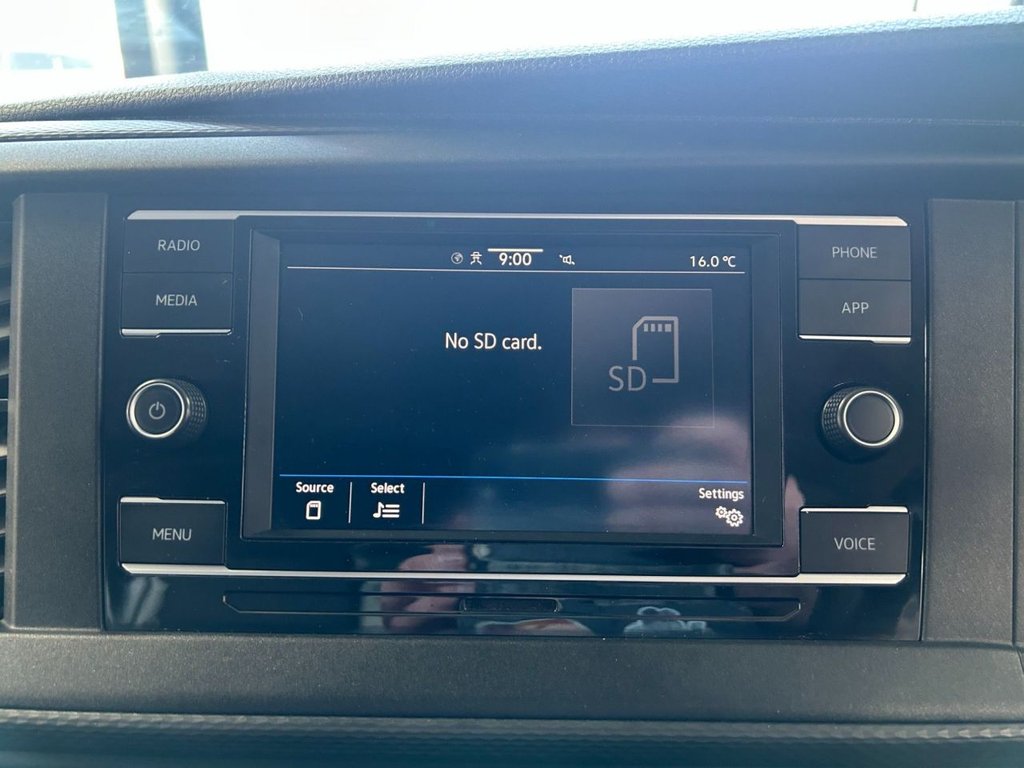 RADIO
MEDIA
MENU
9:00
16.0 °C
No SD card.
SD
Source
Select
Settings
PHONE
APP
VOICE